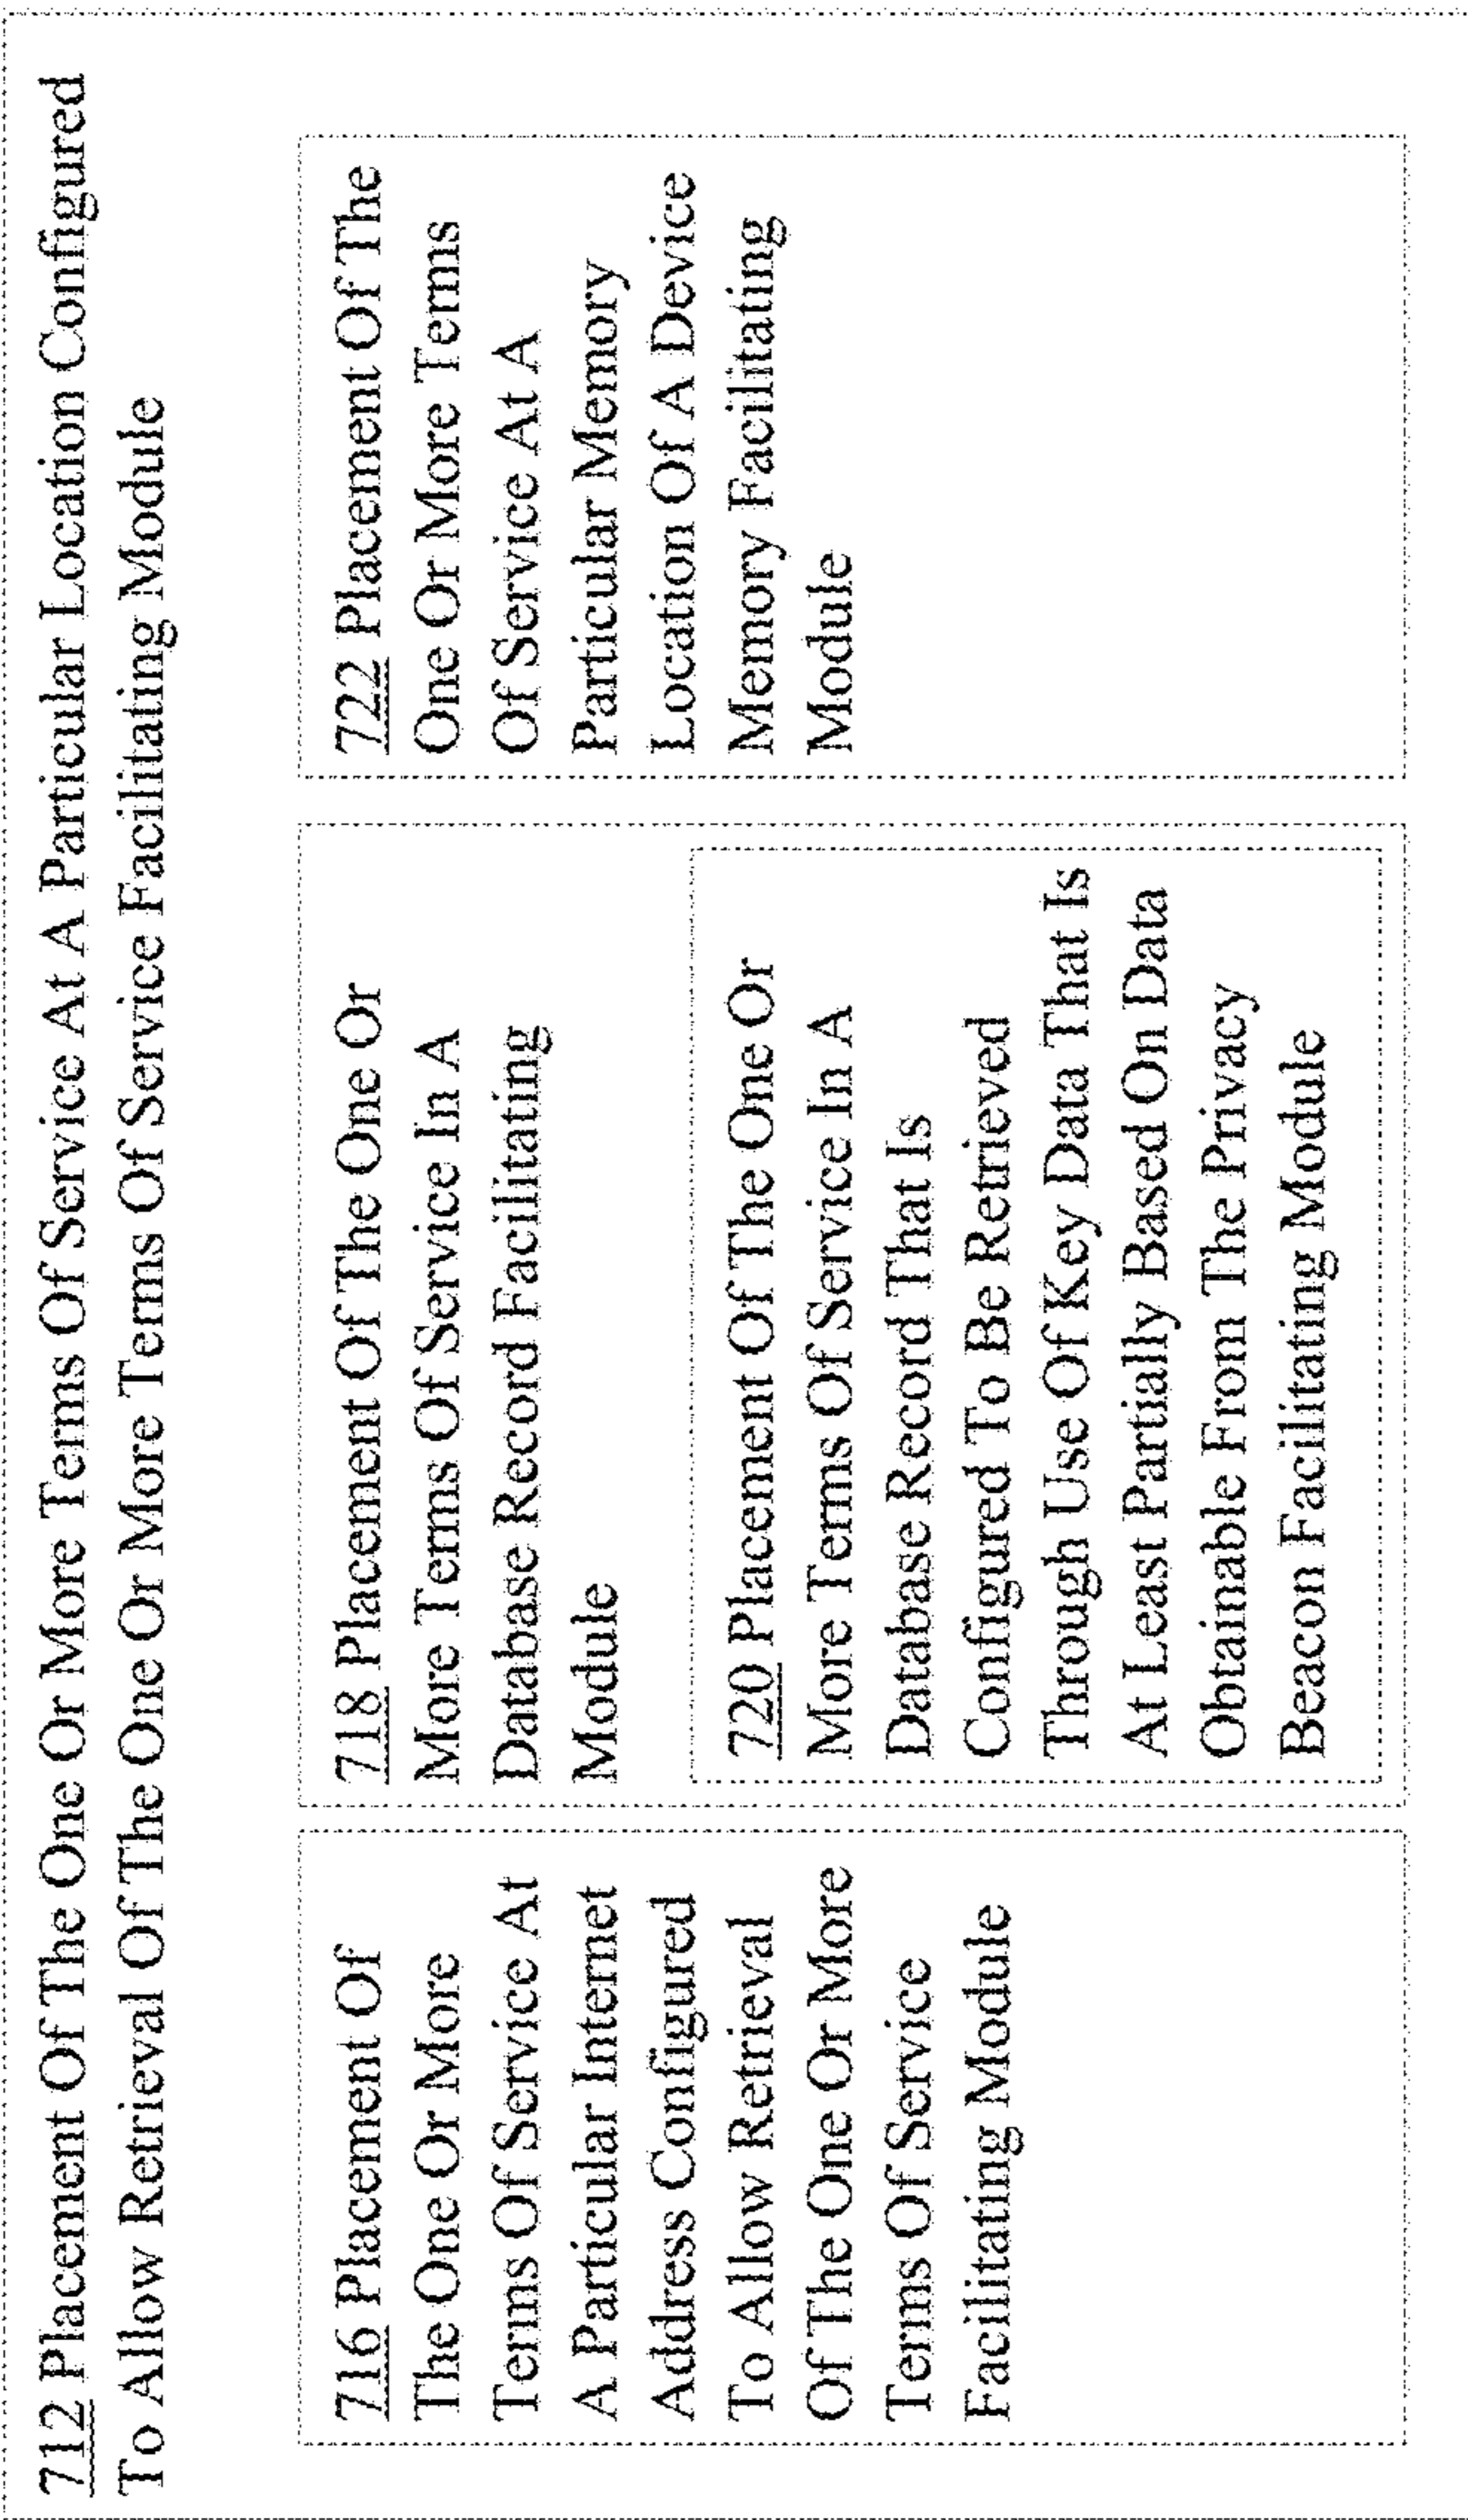 712 Placement Of The One Or More Terms Of Service At A Particular Location Configured
To Allow Retrieval Of The One Or More Terms Of Service Facilitating Module
716 Placement Of
The One Or More
Terms Of Service At
A Particular Internet
Address Configured
To Allow Retrieval
Of The One Or More
Terms Of Service
Facilitating Module
718 Placement Of The One Or
More Terms Of Service In A
Database Record Facilitating
Module
720 Placement Of The One Or
More Terms Of Service In A
Database Record That Is
Configured To Be Retrieved
Through Use Of Key Data That Is
At Least Partially Based On Data
Obtainable From The Privacy
Beacon Facilitating Module
722 Placement Of The
One Or More Terms
Of Service At A
Particular Memory
Location Of A Device
Memory Facilitating
Module